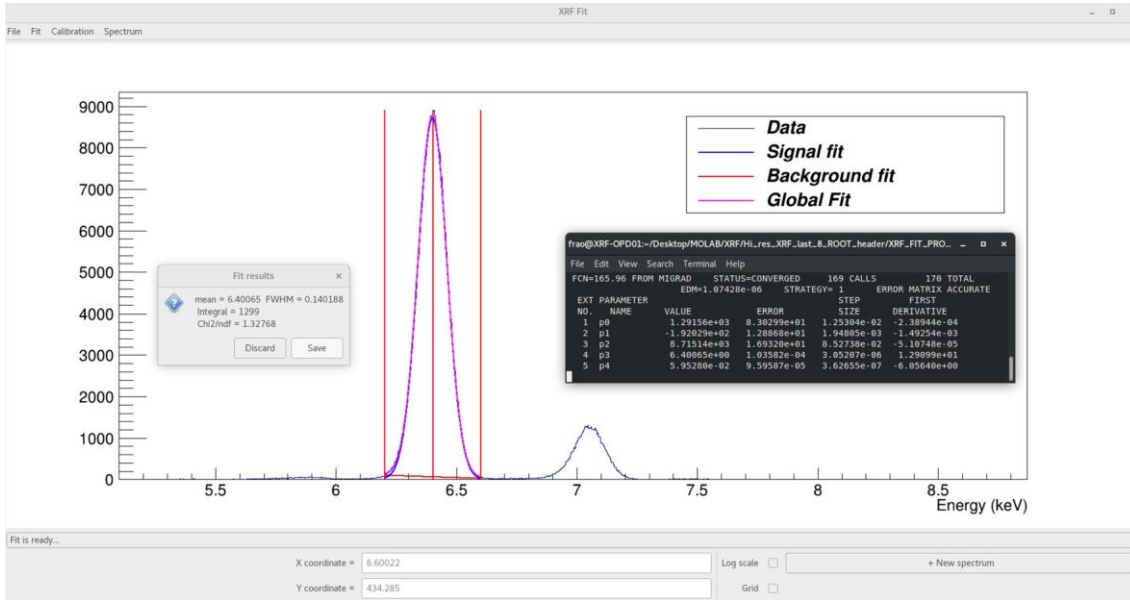 XRF Fit
File Fit Calibration Spectrum
9000
8000
7000
6000
5000
4000
3000
2000
1000
0
5.5 6 6.5 7 7.5 8 8.5
Energy (keV)
Data
Signal fit
Background fit
Global Fit
Fit results
mean = 6.40065 FWHM = 0.140188
Integral = 1299
Chi2/ndf = 1.32768
Discard Save
frao@XRF-OPD01:~/Desktop/MOLAB/XRF/Hi_res_XRF_last_8_ROOT_header/XRF_FIT_PRO...
File Edit View Search Terminal Help
FCN=165.96 FROM MIGRAD STATUS=CONVERGED 169 CALLS 170 TOTAL
EDM=1.07428e-06 STRATEGY= 1 ERROR MATRIX ACCURATE
EXT PARAMETER STEP FIRST
NO. NAME VALUE ERROR SIZE DERIVATIVE
1 p0 1.29156e+03 8.30299e+01 1.25304e-02 -2.38944e-04
2 p1 -1.92029e+02 1.28868e+01 1.94805e-03 -1.49254e-03
3 p2 8.71514e+03 1.69320e+01 8.52738e-02 -5.10748e-05
4 p3 6.40065e+00 1.03582e-04 3.05207e-06 1.29099e+01
5 p4 5.95280e-02 9.59587e-05 3.62655e-07 -6.05640e+00
Fit is ready...
X coordinate = 6.60022 Log scale + New spectrum
Y coordinate = 434.285 Grid